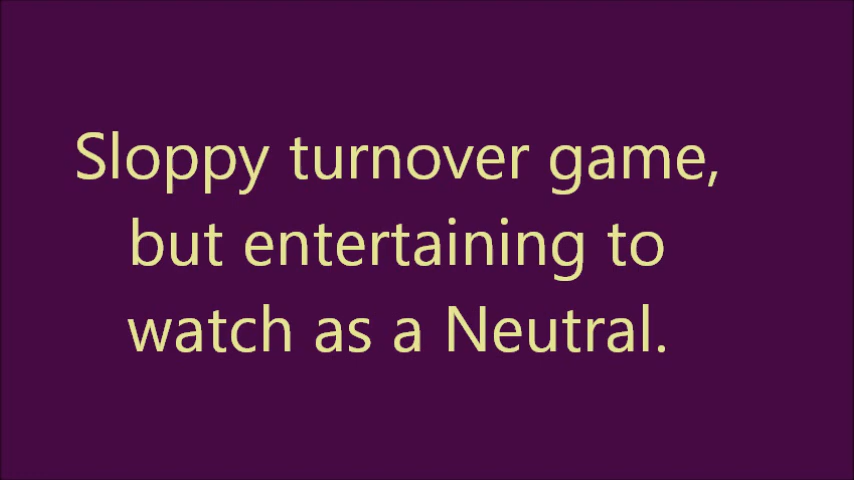 Sloppy turnover game,
but entertaining to
watch as a Neutral.